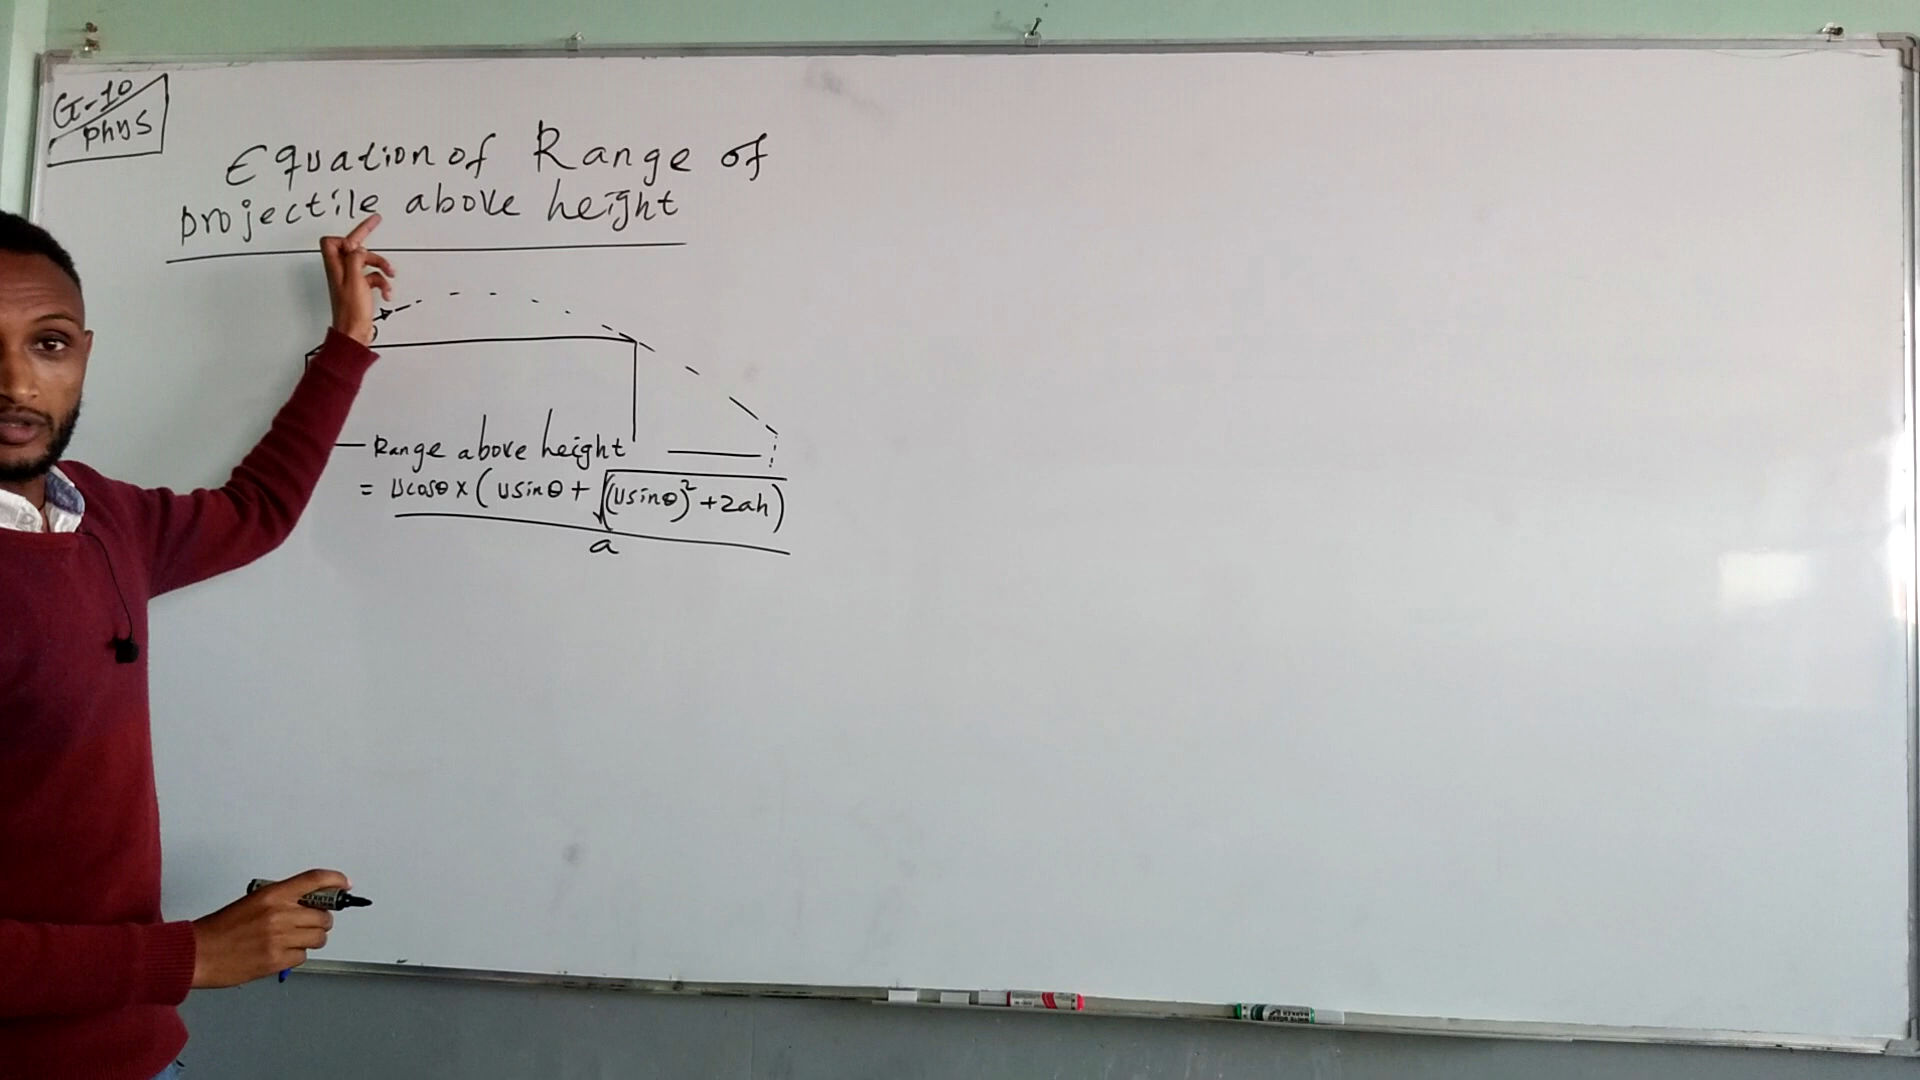 G-10
phys
Equation of Range of
projectile above height
Range above height
= ucosθ x (usinθ + √(usinθ)² + 2ah)
a